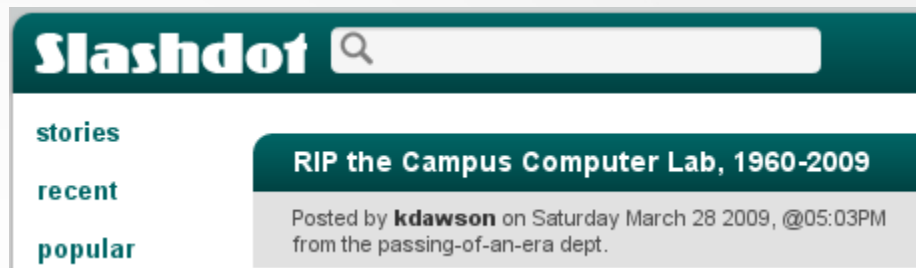 Slashdot
stories
recent
popular
RIP the Campus Computer Lab, 1960-2009
Posted by kdawson on Saturday March 28 2009, @05:03PM
from the passing-of-an-era dept.